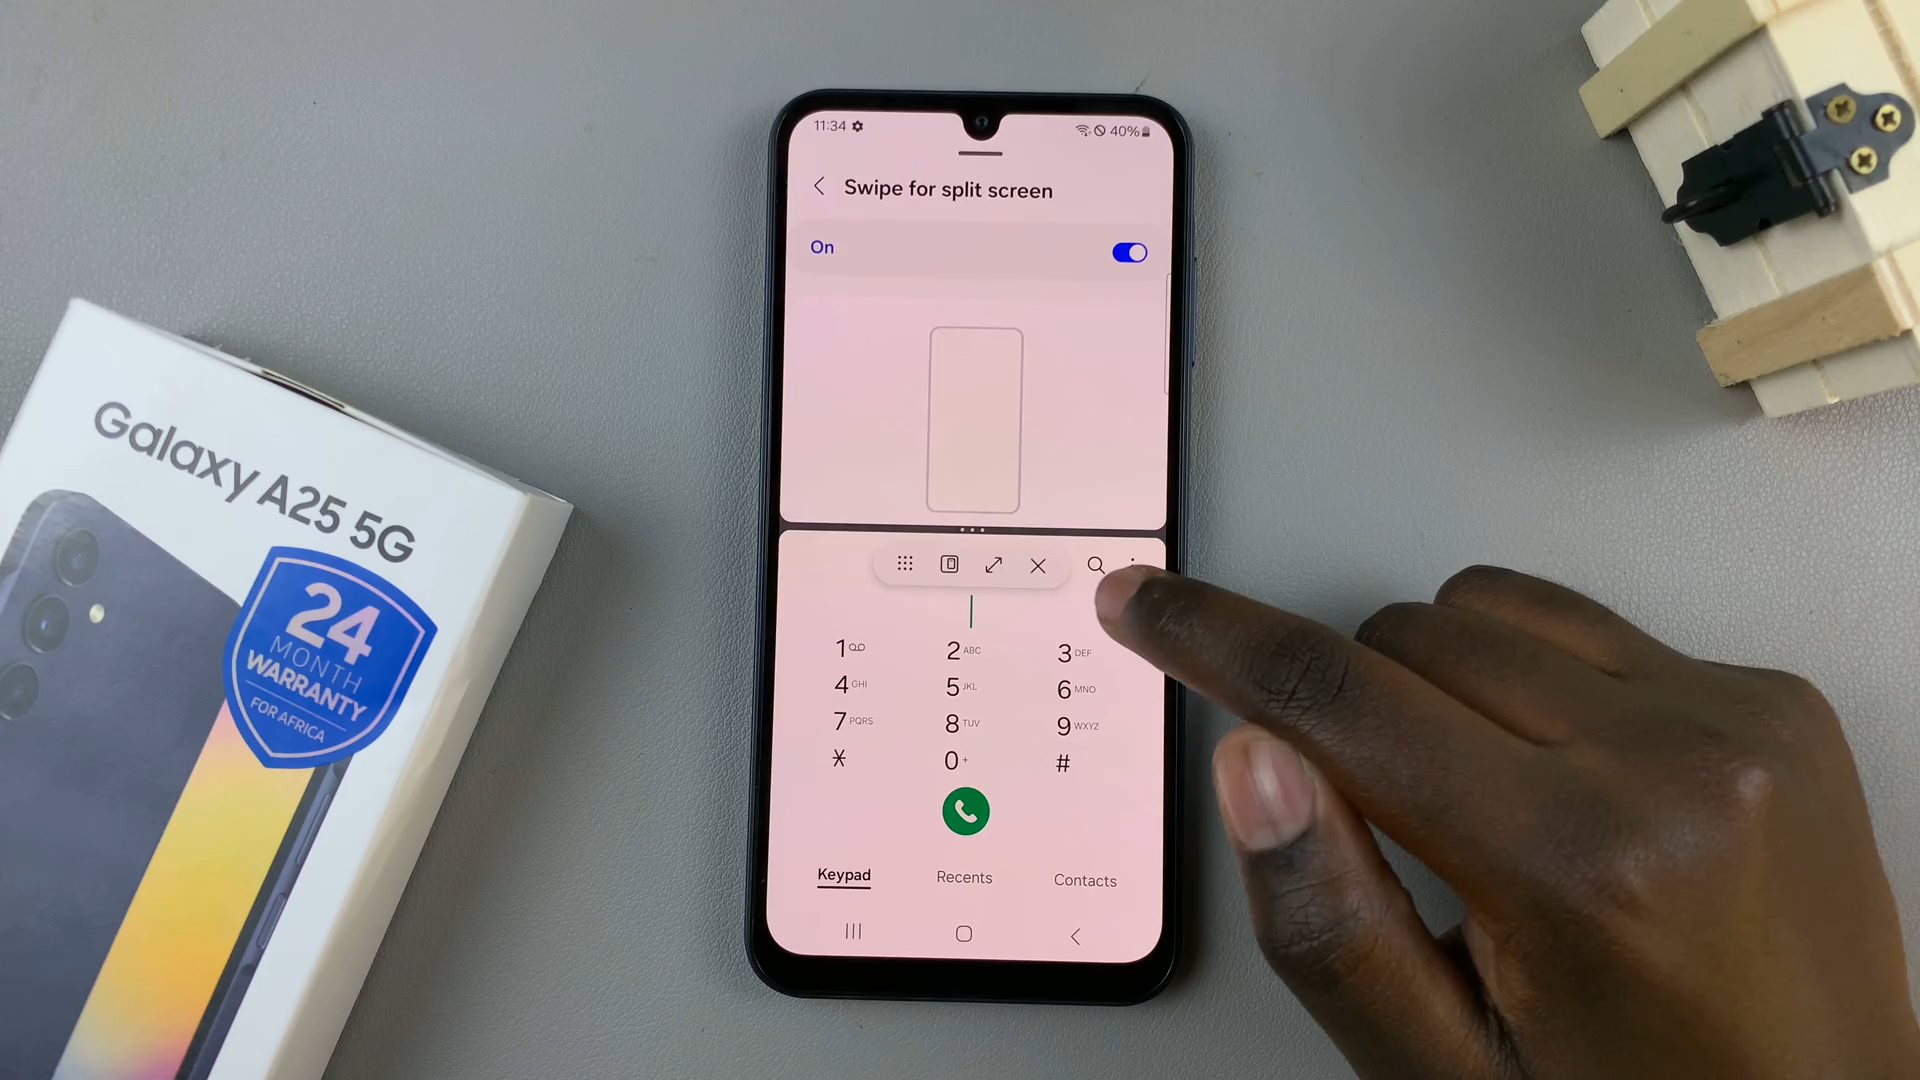 11:34
40%
Swipe for split screen
On
Galaxy A25 5G
24
MONTH
WARRANTY
FOR AFRICA
1
2 ABC
3 DEF
4 GHI
5 JKL
6 MNO
7 PQRS
8 TUV
9 WXYZ
*
0 +
#
Keypad
Recents
Contacts